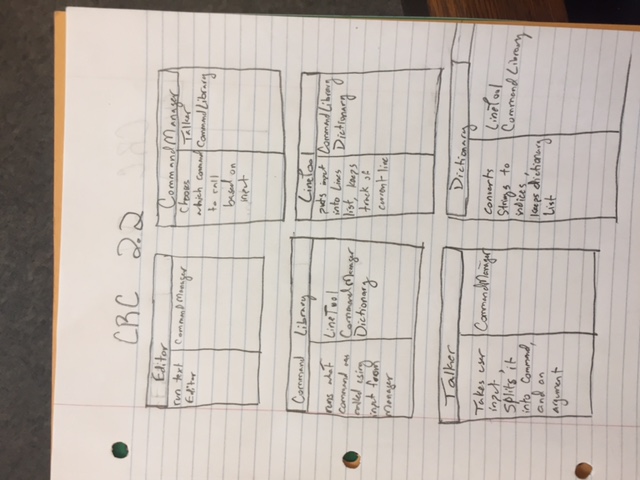 CRC 2.2
Editor
run text
Editor
CommandManager
CommandManager
Chooses
which command
to call
based on
input
Talker
CommandLibrary
Command Library
runs what
command was
called using
input from
Manager
LineTool
CommandManager
Dictionary
LineTool
puts input
into Lines
list, keeps
track of
current line
CommandLibrary
Dictionary
Talker
Takes user
input,
Splits it
into Command,
and an
argument
CommandManager
Dictionary
converts
Strings to
indices,
keeps dictionary
List
LineTool
Command Library